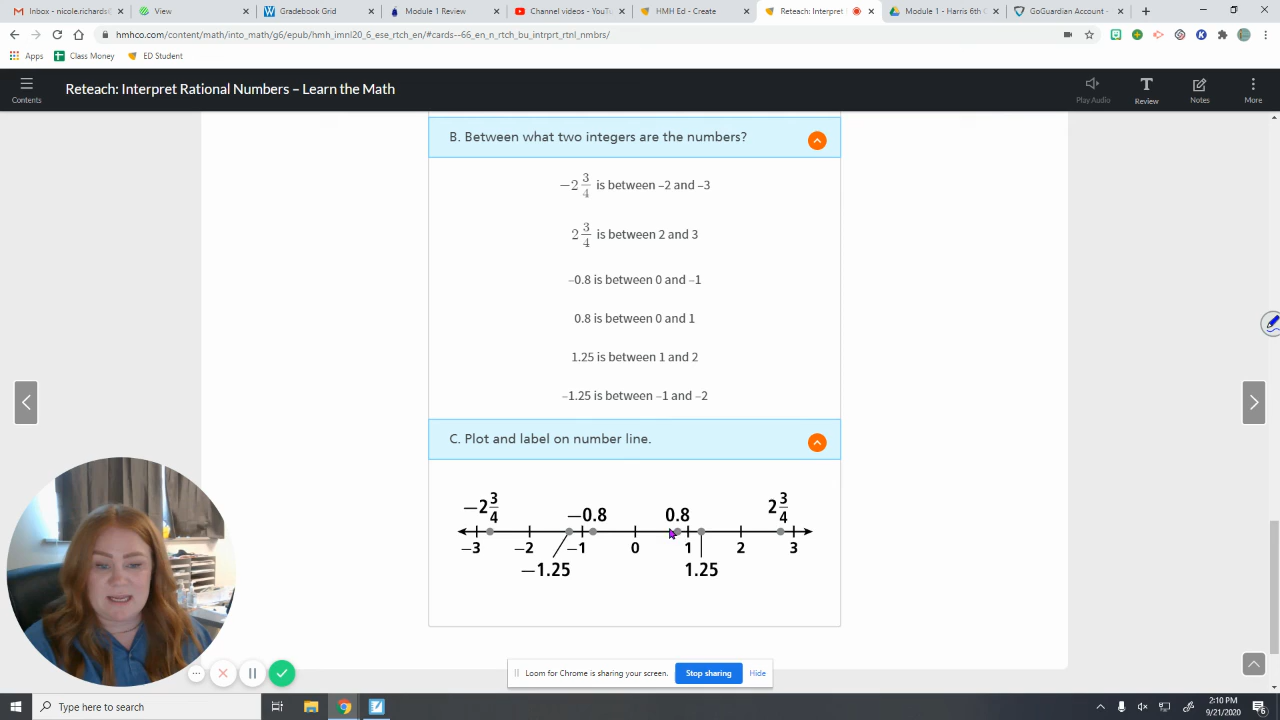 Inbox - nicole.richards(
View
Gradebook Grid
Module 1 Review
Channel videos - YouTu
HMH Ed - Create
Reteach: Interpret
Module 1 - Harris 6th C
GoGuardian Account -
hmhco.com/content/math/into_math/g6/epub/hmh_imnl20_6_ese_rtch_en/#cards--66_en_n_rtch_bu_intrprt_rtnl_nmbrs/
Apps
Class Money
ED Student
Contents
Reteach: Interpret Rational Numbers – Learn the Math
Play Audio
Review
Notes
More
B. Between what two integers are the numbers?
−2 3/4 is between –2 and –3
2 3/4 is between 2 and 3
–0.8 is between 0 and –1
0.8 is between 0 and 1
1.25 is between 1 and 2
–1.25 is between –1 and –2
C. Plot and label on number line.
−2 3/4 −0.8 0.8 2 3/4
−3 −2 −1 0 1 2 3
−1.25 1.25
Loom for Chrome is sharing your screen.
Stop sharing
Hide
Type here to search
2:10 PM
9/21/2020
6